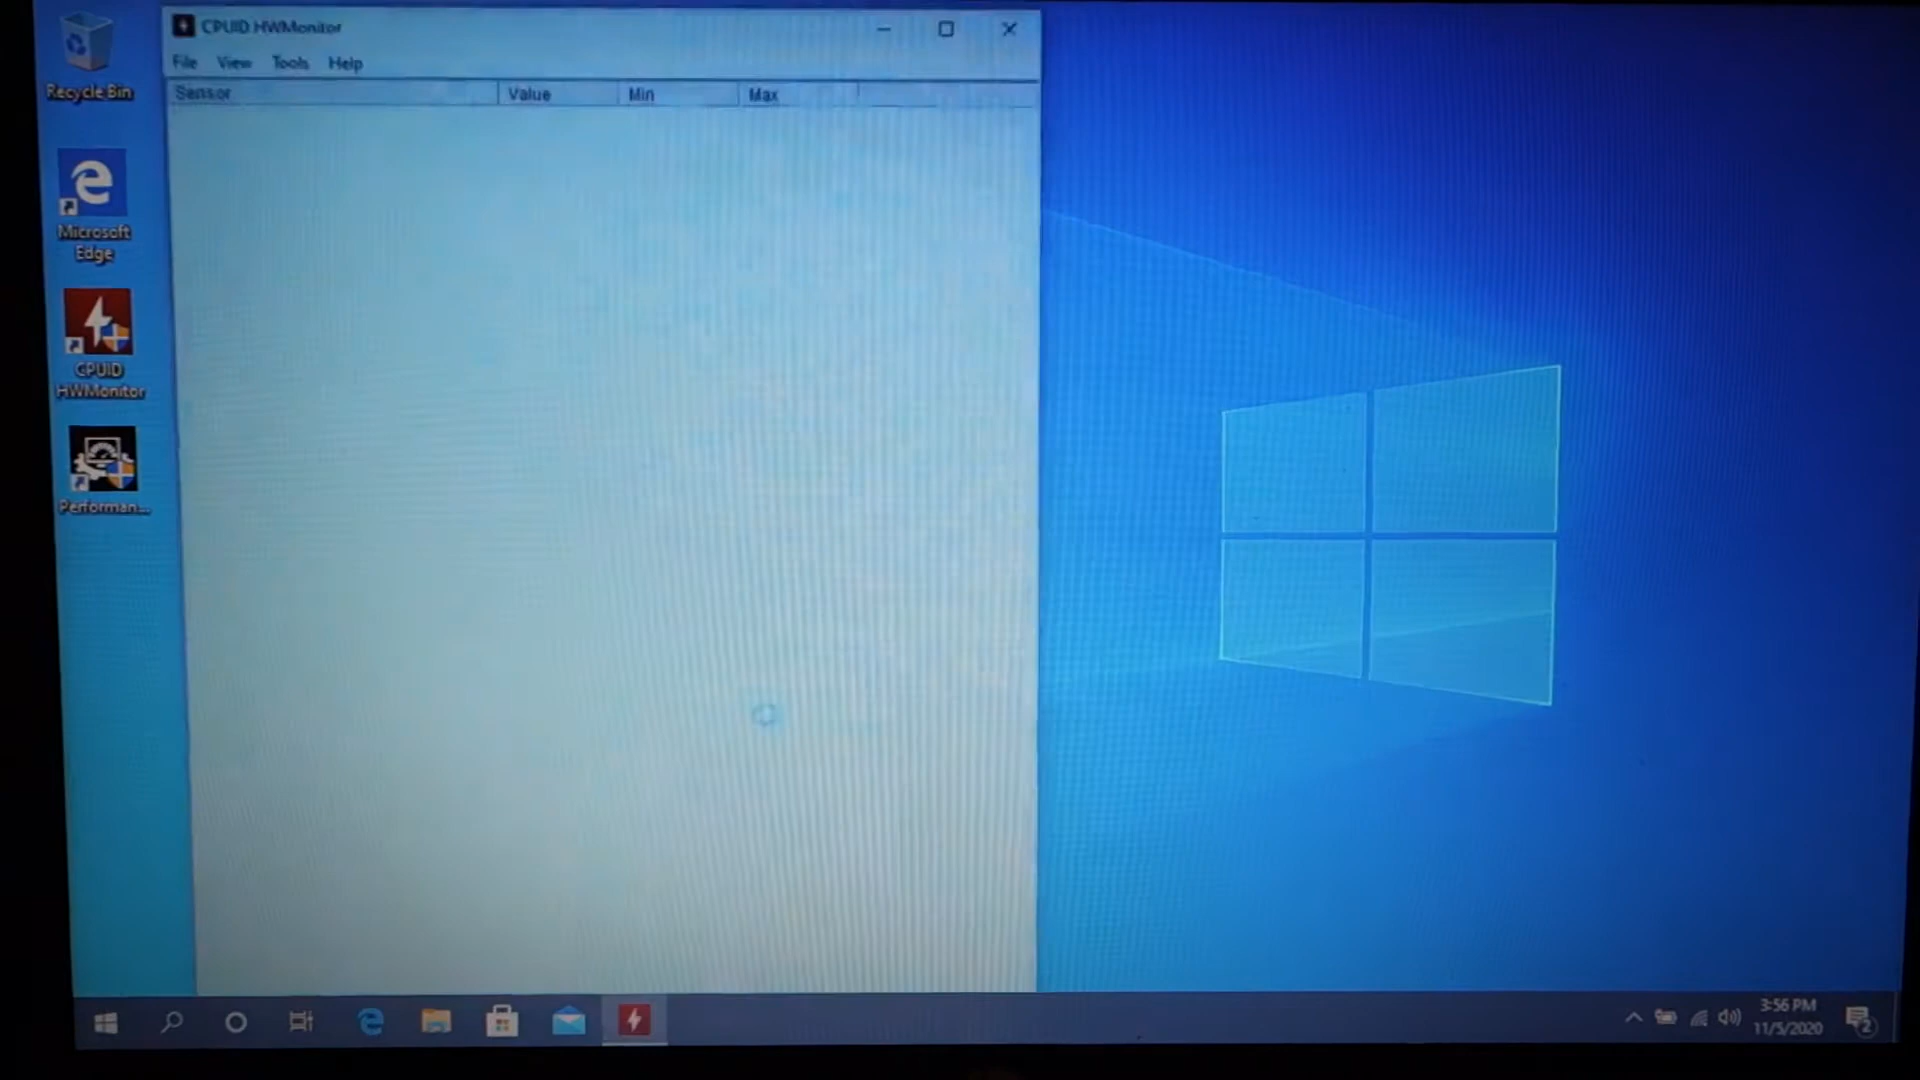 CPUID HWMonitor
File View Tools Help
Sensor Value Min Max
Recycle Bin
Microsoft
Edge
CPUID
HWMonitor
Performan...
3:56 PM
11/5/2020
2